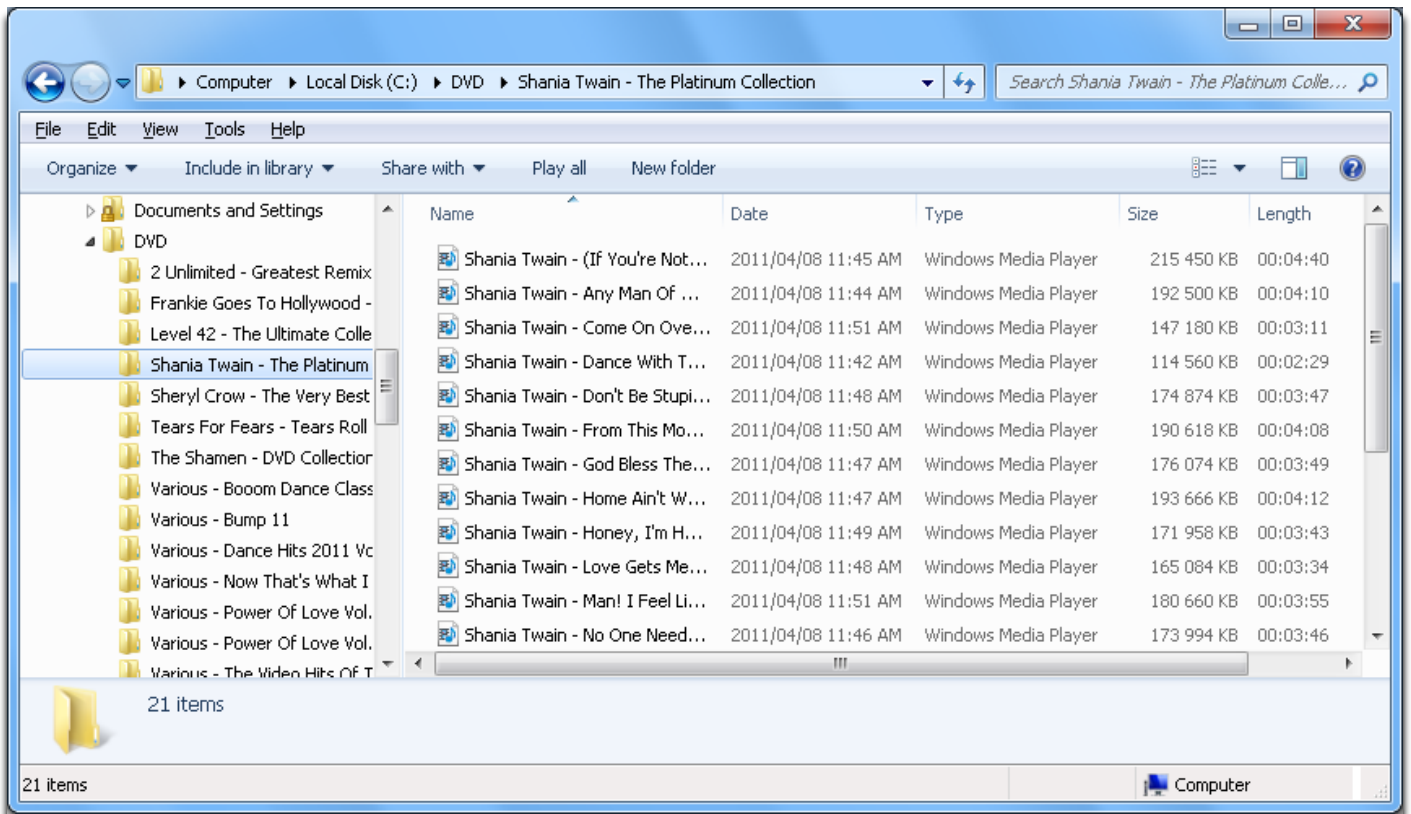 Computer Local Disk (C:) DVD Shania Twain - The Platinum Collection Search Shania Twain - The Platinum Colle...
File Edit View Tools Help
Organize Include in library Share with Play all New folder
Documents and Settings
DVD
2 Unlimited - Greatest Remix
Frankie Goes To Hollywood -
Level 42 - The Ultimate Colle
Shania Twain - The Platinum
Sheryl Crow - The Very Best
Tears For Fears - Tears Roll
The Shamen - DVD Collection
Various - Booom Dance Class
Various - Bump 11
Various - Dance Hits 2011 Vo
Various - Now That's What I
Various - Power Of Love Vol.
Various - Power Of Love Vol.
Various - The Video Hits Of T
Name Date Type Size Length
Shania Twain - (If You're Not... 2011/04/08 11:45 AM Windows Media Player 215 450 KB 00:04:40
Shania Twain - Any Man Of ... 2011/04/08 11:44 AM Windows Media Player 192 500 KB 00:04:10
Shania Twain - Come On Ove... 2011/04/08 11:51 AM Windows Media Player 147 180 KB 00:03:11
Shania Twain - Dance With T... 2011/04/08 11:42 AM Windows Media Player 114 560 KB 00:02:29
Shania Twain - Don't Be Stupi... 2011/04/08 11:48 AM Windows Media Player 174 874 KB 00:03:47
Shania Twain - From This Mo... 2011/04/08 11:50 AM Windows Media Player 190 618 KB 00:04:08
Shania Twain - God Bless The... 2011/04/08 11:47 AM Windows Media Player 176 074 KB 00:03:49
Shania Twain - Home Ain't W... 2011/04/08 11:47 AM Windows Media Player 193 666 KB 00:04:12
Shania Twain - Honey, I'm H... 2011/04/08 11:49 AM Windows Media Player 171 958 KB 00:03:43
Shania Twain - Love Gets Me... 2011/04/08 11:48 AM Windows Media Player 165 084 KB 00:03:34
Shania Twain - Man! I Feel Li... 2011/04/08 11:51 AM Windows Media Player 180 660 KB 00:03:55
Shania Twain - No One Need... 2011/04/08 11:46 AM Windows Media Player 173 994 KB 00:03:46
21 items
21 items Computer